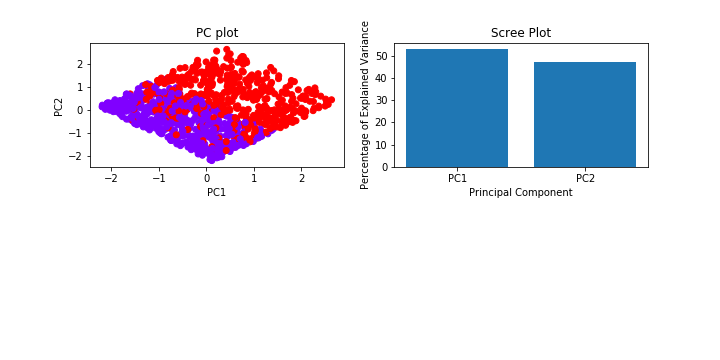 PC plot
PC2
2
1
0
−1
−2
−2
−1
0
1
2
PC1
Scree Plot
Percentage of Explained Variance
50
40
30
20
10
0
PC1
PC2
Principal Component